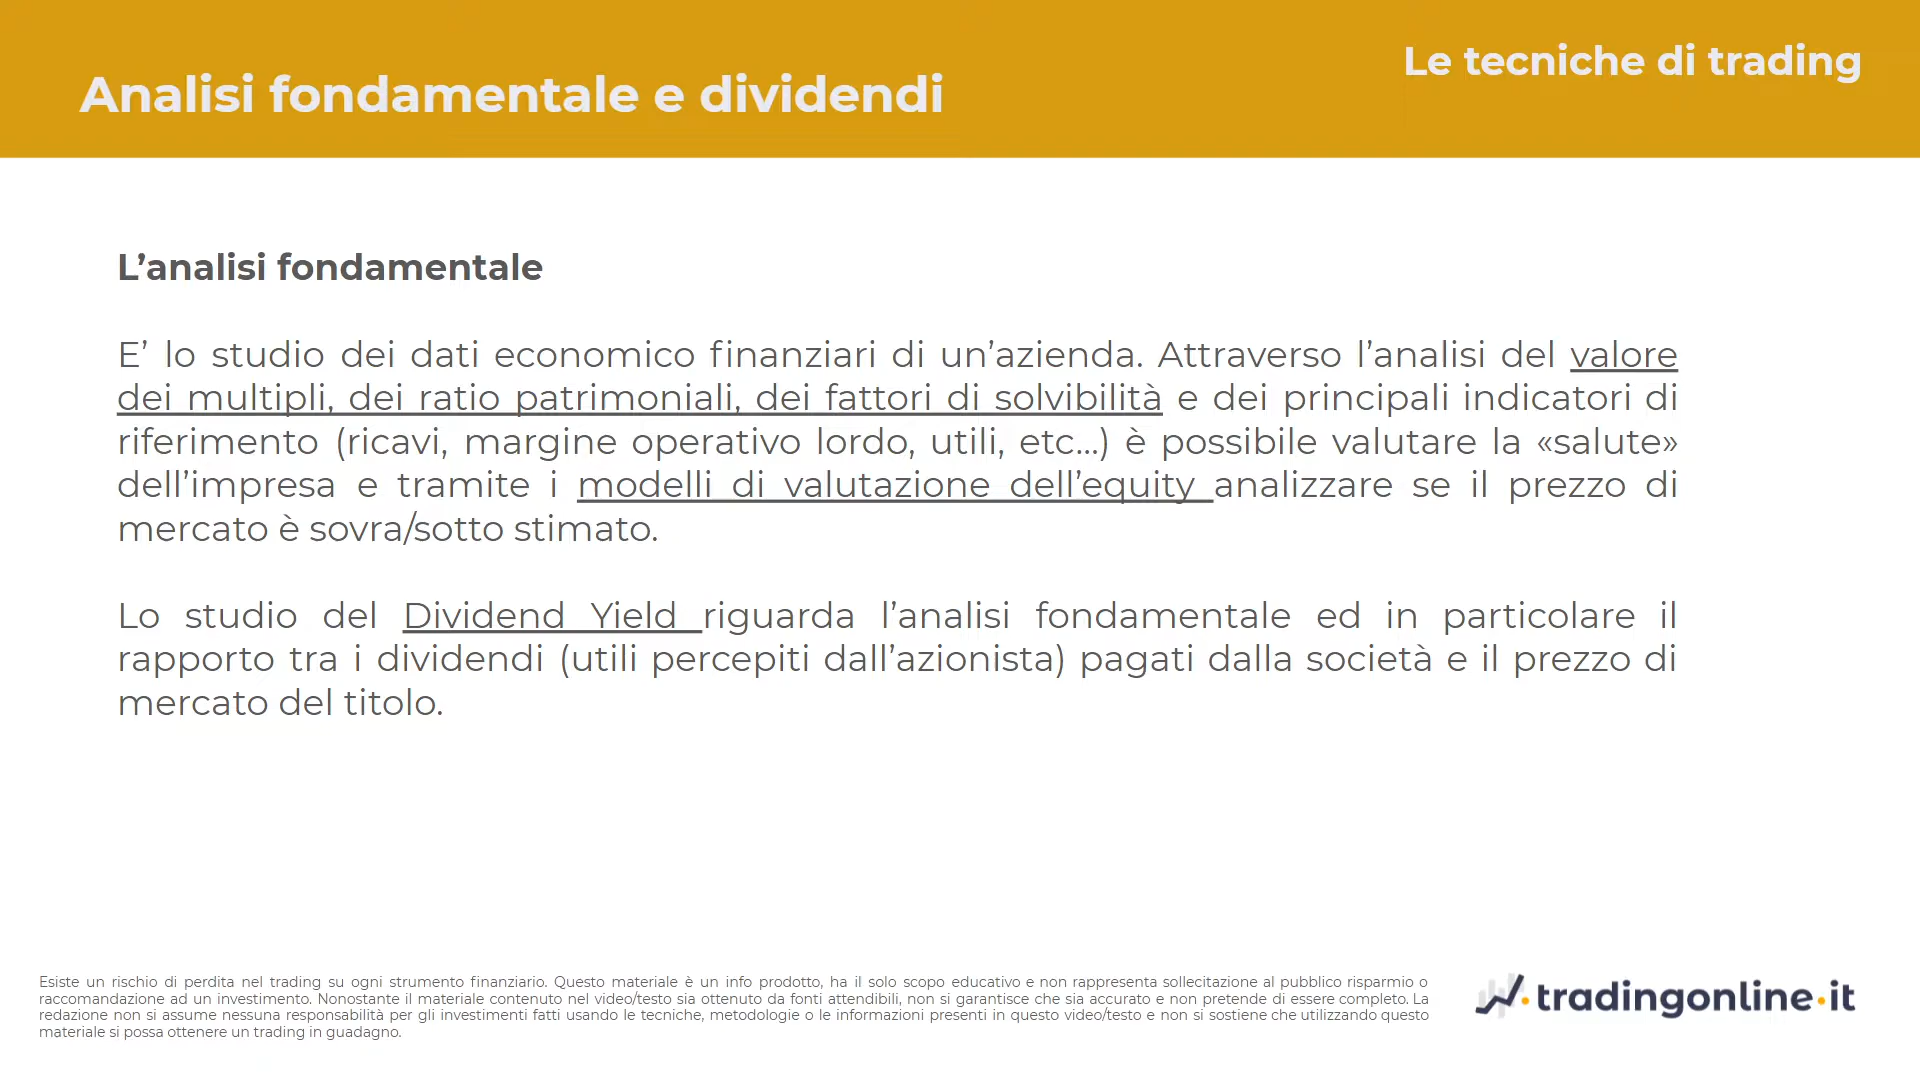 Le tecniche di trading
Analisi fondamentale e dividendi
L’analisi fondamentale
E’ lo studio dei dati economico finanziari di un’azienda. Attraverso l’analisi del valore
dei multipli, dei ratio patrimoniali, dei fattori di solvibilità e dei principali indicatori di
riferimento (ricavi, margine operativo lordo, utili, etc...) è possibile valutare la «salute»
dell’impresa e tramite i modelli di valutazione dell’equity analizzare se il prezzo di
mercato è sovra/sotto stimato.
Lo studio del Dividend Yield riguarda l’analisi fondamentale ed in particolare il
rapporto tra i dividendi (utili percepiti dall’azionista) pagati dalla società e il prezzo di
mercato del titolo.
Esiste un rischio di perdita nel trading su ogni strumento finanziario. Questo materiale è un info prodotto, ha il solo scopo educativo e non rappresenta sollecitazione al pubblico risparmio o
raccomandazione ad un investimento. Nonostante il materiale contenuto nel video/testo sia ottenuto da fonti attendibili, non si garantisce che sia accurato e non pretende di essere completo. La
redazione non si assume nessuna responsabilità per gli investimenti fatti usando le tecniche, metodologie o le informazioni presenti in questo video/testo e non si sostiene che utilizzando questo
materiale si possa ottenere un trading in guadagno.
tradingonline.it